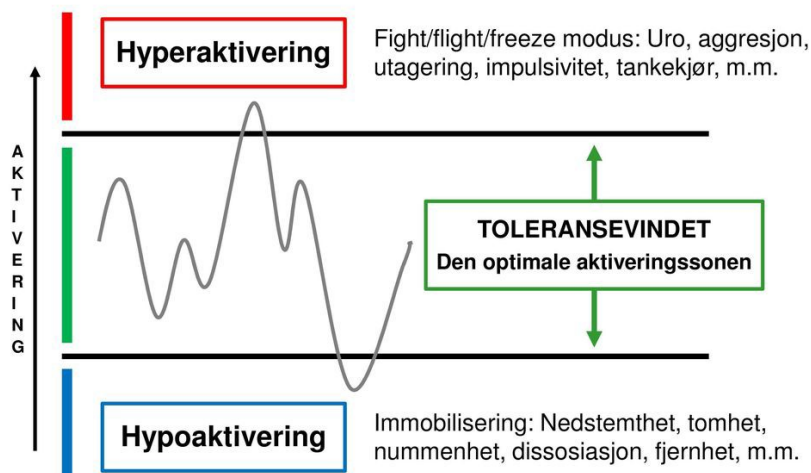 Hyperaktivering
Fight/flight/freeze modus: Uro, aggresjon,
utagering, impulsivitet, tankekjør, m.m.
AKTIVERING
TOLERANSEVINDET
Den optimale aktiveringssonen
Hypoaktivering
Immobilisering: Nedstemthet, tomhet,
nummenhet, dissosiasjon, fjernhet, m.m.